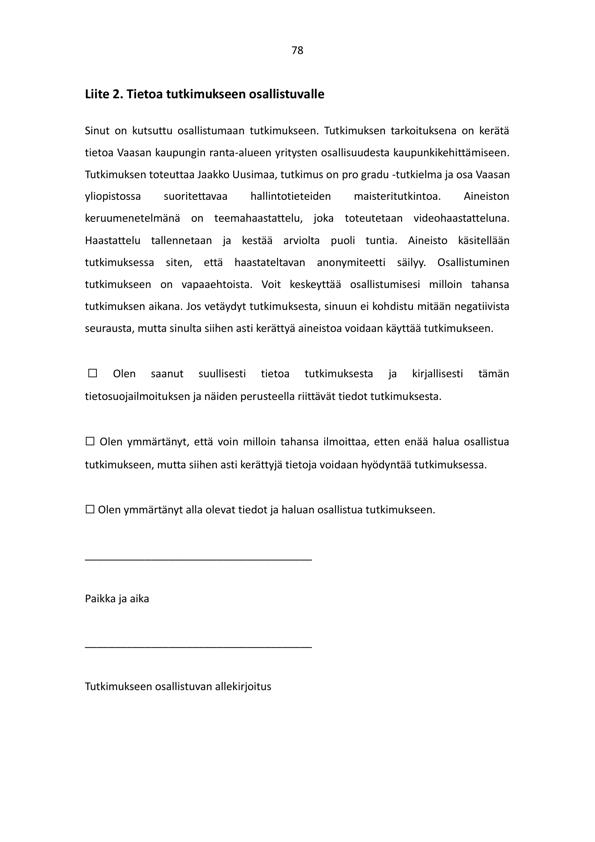 78
Liite 2. Tietoa tutkimukseen osallistuvalle
Sinut on kutsuttu osallistumaan tutkimukseen. Tutkimuksen tarkoituksena on kerätä
tietoa Vaasan kaupungin ranta-alueen yritysten osallisuudesta kaupunkikehittämiseen.
Tutkimuksen toteuttaa Jaakko Uusimaa, tutkimus on pro gradu -tutkielma ja osa Vaasan
yliopistossa suoritettavaa hallintotieteiden maisteritutkintoa. Aineiston
keruumenetelmänä on teemahaastattelu, joka toteutetaan videohaastatteluna.
Haastattelu tallennetaan ja kestää arviolta puoli tuntia. Aineisto käsitellään
tutkimuksessa siten, että haastateltavan anonymiteetti säilyy. Osallistuminen
tutkimukseen on vapaaehtoista. Voit keskeyttää osallistumisesi milloin tahansa
tutkimuksen aikana. Jos vetäydyt tutkimuksesta, sinuun ei kohdistu mitään negatiivista
seurausta, mutta sinulta siihen asti kerättyä aineistoa voidaan käyttää tutkimukseen.
☐ Olen saanut suullisesti tietoa tutkimuksesta ja kirjallisesti tämän
tietosuojailmoituksen ja näiden perusteella riittävät tiedot tutkimuksesta.
☐ Olen ymmärtänyt, että voin milloin tahansa ilmoittaa, etten enää halua osallistua
tutkimukseen, mutta siihen asti kerättyjä tietoja voidaan hyödyntää tutkimuksessa.
☐ Olen ymmärtänyt alla olevat tiedot ja haluan osallistua tutkimukseen.
Paikka ja aika
Tutkimukseen osallistuvan allekirjoitus